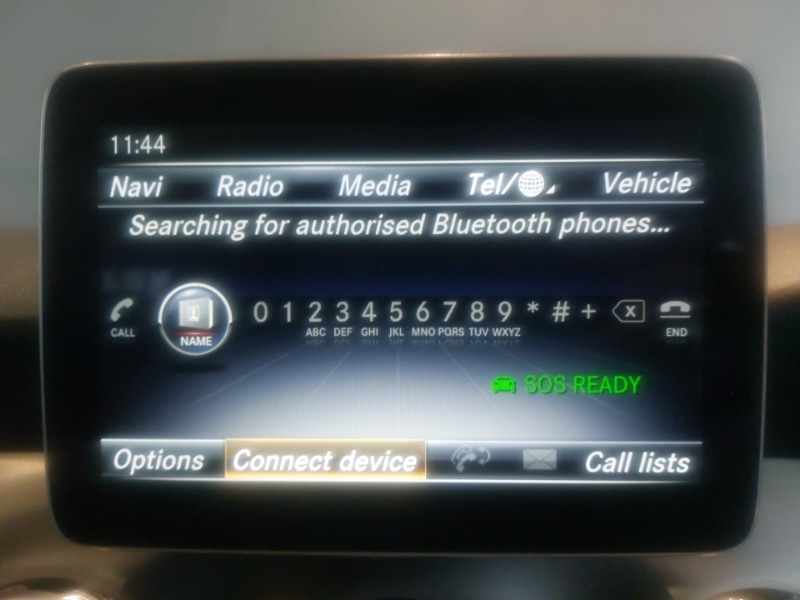 11:44
Navi Radio Media Tel/ Vehicle
Searching for authorised Bluetooth phones...
CALL NAME 0 1 2 3 4 5 6 7 8 9 * # + X END
ABC DEF GHI JKL MNO PQRS TUV WXYZ
SOS READY
Options Connect device Call lists